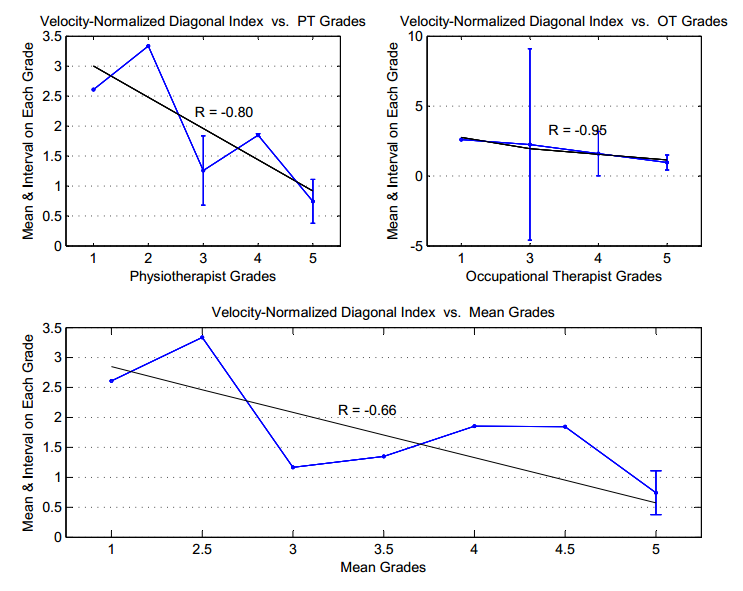 Velocity-Normalized Diagonal Index vs. PT Grades
3.5
3
2.5
2
1.5
1
0.5
0
Mean & Interval on Each Grade
R = -0.80
1 2 3 4 5
Physiotherapist Grades
Velocity-Normalized Diagonal Index vs. OT Grades
10
5
0
-5
Mean & Interval on Each Grade
R = -0.95
1 3 4 5
Occupational Therapist Grades
Velocity-Normalized Diagonal Index vs. Mean Grades
3.5
3
2.5
2
1.5
1
0.5
0
Mean & Interval on Each Grade
R = -0.66
1 2.5 3 3.5 4 4.5 5
Mean Grades